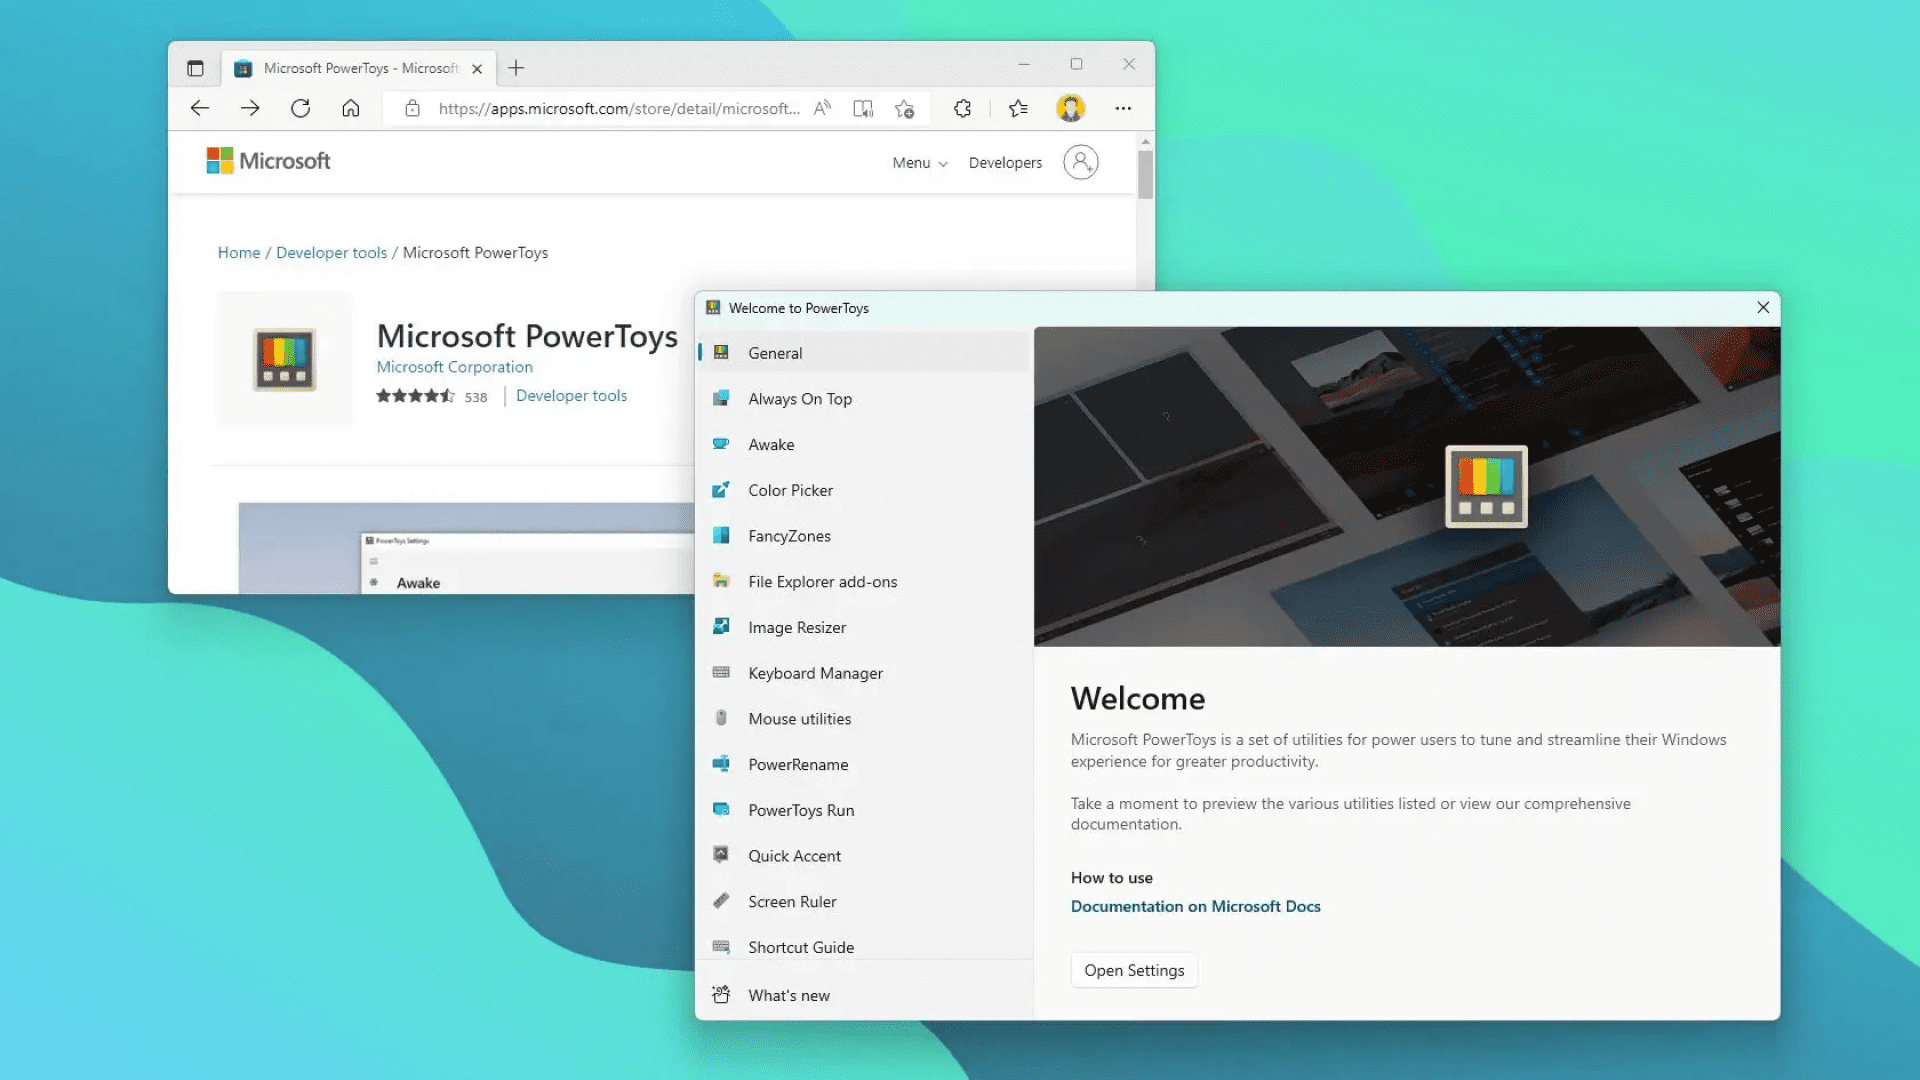 Microsoft PowerToys - Microsoft
https://apps.microsoft.com/store/detail/microsoft...
Microsoft
Menu
Developers
Home / Developer tools / Microsoft PowerToys
Microsoft PowerToys
Microsoft Corporation
538
Developer tools
PowerToys Settings
Awake
Welcome to PowerToys
General
Always On Top
Awake
Color Picker
FancyZones
File Explorer add-ons
Image Resizer
Keyboard Manager
Mouse utilities
PowerRename
PowerToys Run
Quick Accent
Screen Ruler
Shortcut Guide
What's new
Welcome
Microsoft PowerToys is a set of utilities for power users to tune and streamline their Windows
experience for greater productivity.
Take a moment to preview the various utilities listed or view our comprehensive
documentation.
How to use
Documentation on Microsoft Docs
Open Settings